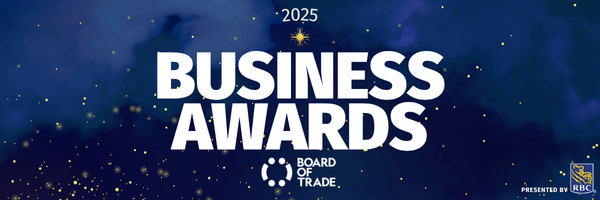 2025
BUSINESS
AWARDS
BOARD
OF
TRADE
PRESENTED BY
RBC